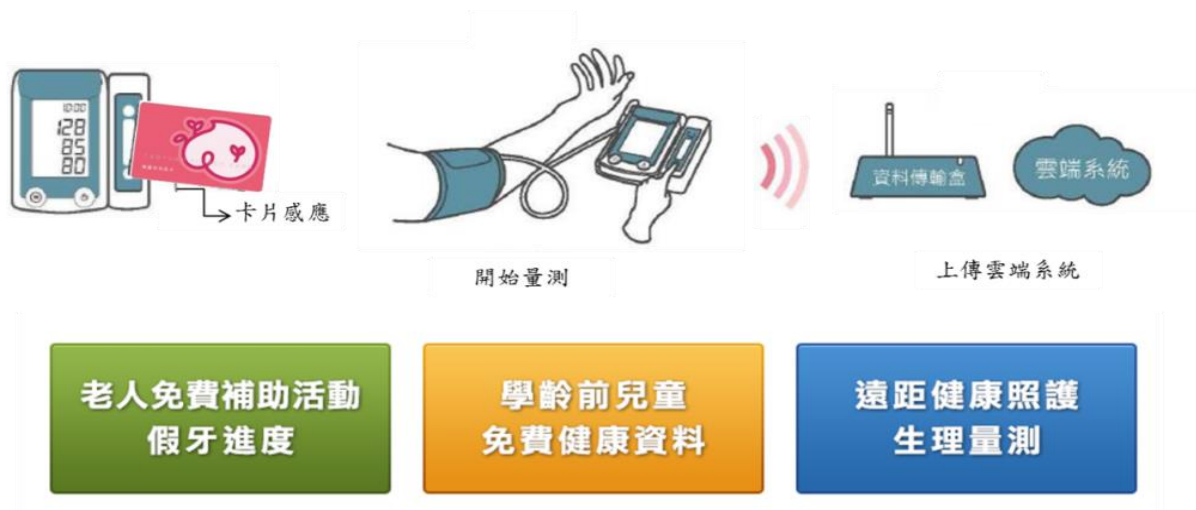 10:00
128
85
80
卡片感應
開始量測
資料傳輸盒
雲端系統
上傳雲端系統
老人免費補助活動
假牙進度
學齡前兒童
免費健康資料
遠距健康照護
生理量測